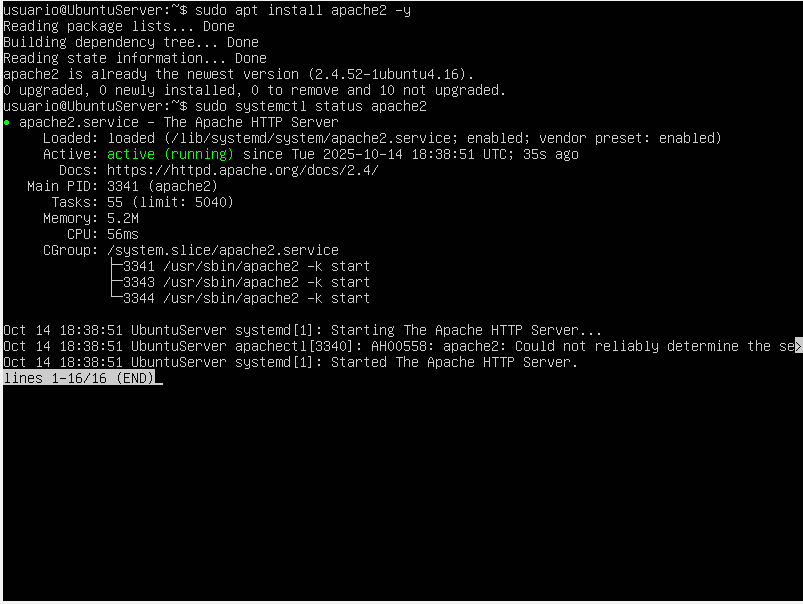 usuario@UbuntuServer:~$ sudo apt install apache2 -y
Reading package lists... Done
Building dependency tree... Done
Reading state information... Done
apache2 is already the newest version (2.4.52-1ubuntu4.16).
0 upgraded, 0 newly installed, 0 to remove and 10 not upgraded.
usuario@UbuntuServer:~$ sudo systemctl status apache2
● apache2.service - The Apache HTTP Server
     Loaded: loaded (/lib/systemd/system/apache2.service; enabled; vendor preset: enabled)
     Active: active (running) since Tue 2025-10-14 18:38:51 UTC; 35s ago
       Docs: https://httpd.apache.org/docs/2.4/
   Main PID: 3341 (apache2)
      Tasks: 55 (limit: 5040)
     Memory: 5.2M
        CPU: 56ms
     CGroup: /system.slice/apache2.service
             ├─3341 /usr/sbin/apache2 -k start
             ├─3343 /usr/sbin/apache2 -k start
             └─3344 /usr/sbin/apache2 -k start

Oct 14 18:38:51 UbuntuServer systemd[1]: Starting The Apache HTTP Server...
Oct 14 18:38:51 UbuntuServer apachectl[3340]: AH00558: apache2: Could not reliably determine the se>
Oct 14 18:38:51 UbuntuServer systemd[1]: Started The Apache HTTP Server.
lines 1-16/16 (END)